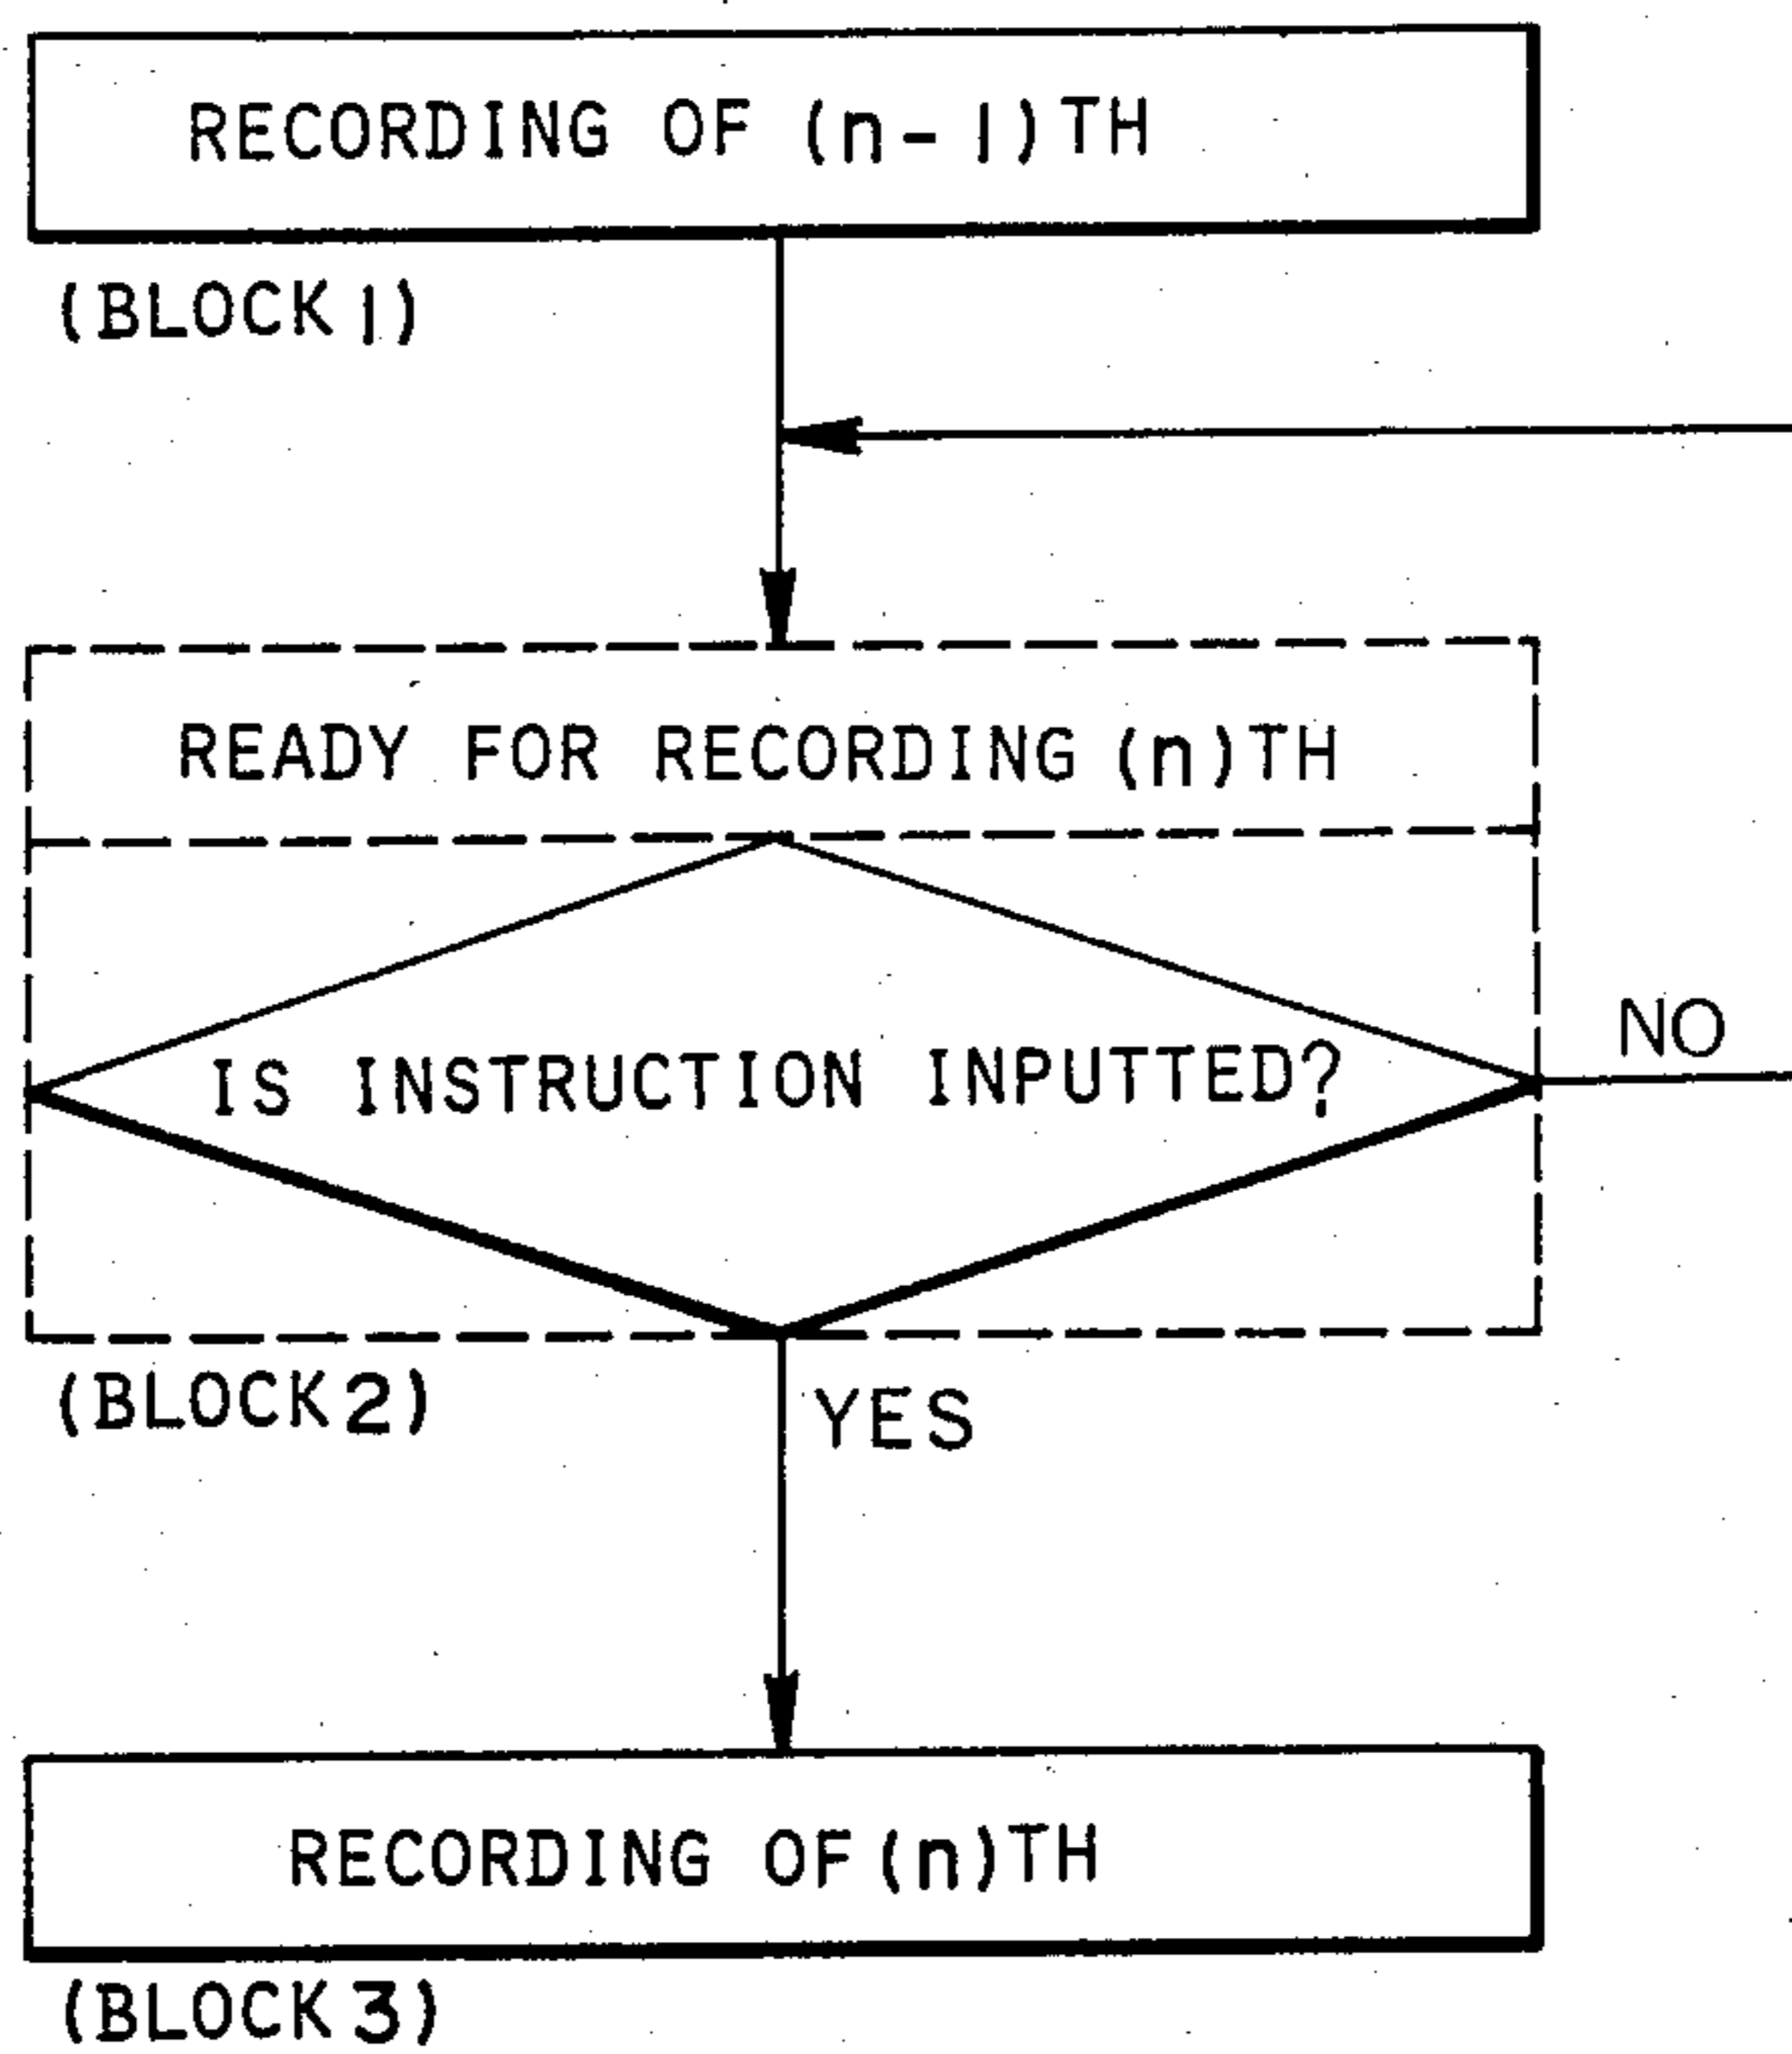 RECORDING OF (n-1)TH
(BLOCK 1)
READY FOR RECORDING (n)TH
IS INSTRUCTION INPUTTED?
NO
(BLOCK 2)
YES
RECORDING OF (n)TH
(BLOCK 3)